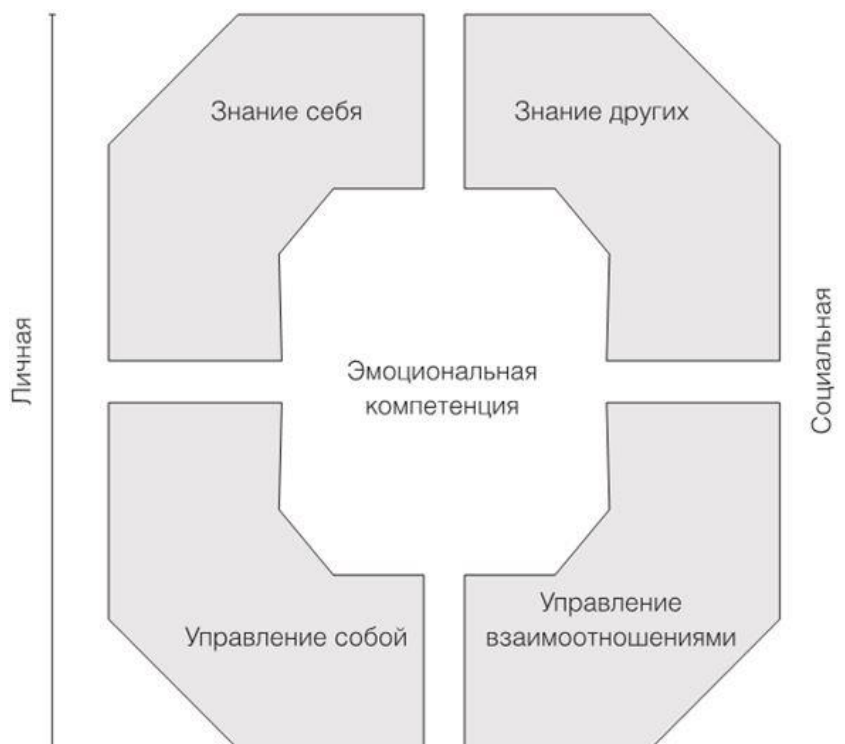 Знание себя
Знание других
Личная
Эмоциональная
компетенция
Социальная
Управление собой
Управление
взаимоотношениями